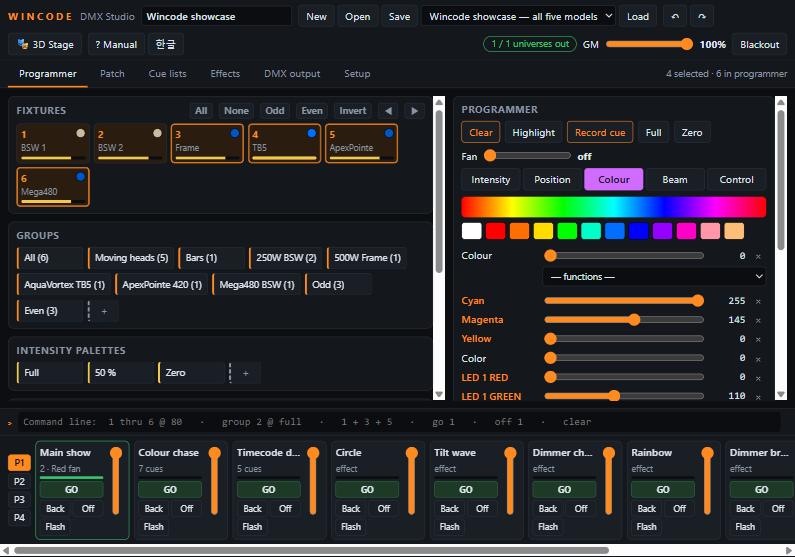 WINCODE DMX Studio Wincode showcase New Open Save Wincode showcase — all five models Load
3D Stage ? Manual 한글 1 / 1 universes out GM 100% Blackout
Programmer Patch Cue lists Effects DMX output Setup 4 selected · 6 in programmer
FIXTURES All None Odd Even Invert
1 2 3 4 5
BSW 1 BSW 2 Frame TB5 ApexPointe
6
Mega480
GROUPS
All (6) Moving heads (5) Bars (1) 250W BSW (2) 500W Frame (1)
AquaVortex TB5 (1) ApexPointe 420 (1) Mega480 BSW (1) Odd (3)
Even (3) +
INTENSITY PALETTES
Full 50 % Zero +
PROGRAMMER
Clear Highlight Record cue Full Zero
Fan off
Intensity Position Colour Beam Control
Colour 0 ×
— functions —
Cyan 255 ×
Magenta 145 ×
Yellow 0 ×
Color 0 ×
LED 1 RED 0 ×
LED 1 GREEN 110 ×
> Command line: 1 thru 6 @ 80 · group 2 @ full · 1 + 3 + 5 · go 1 · off 1 · clear
P1
P2
P3
P4
Main show Colour chase Timecode d... Circle Tilt wave Dimmer ch... Rainbow Dimmer br...
2 · Red fan 7 cues 5 cues effect effect effect effect effect
GO GO GO GO GO GO GO GO
Back Off Back Off Back Off Back Off Back Off Back Off Back Off Back Off
Flash Flash Flash Flash Flash Flash Flash Flash